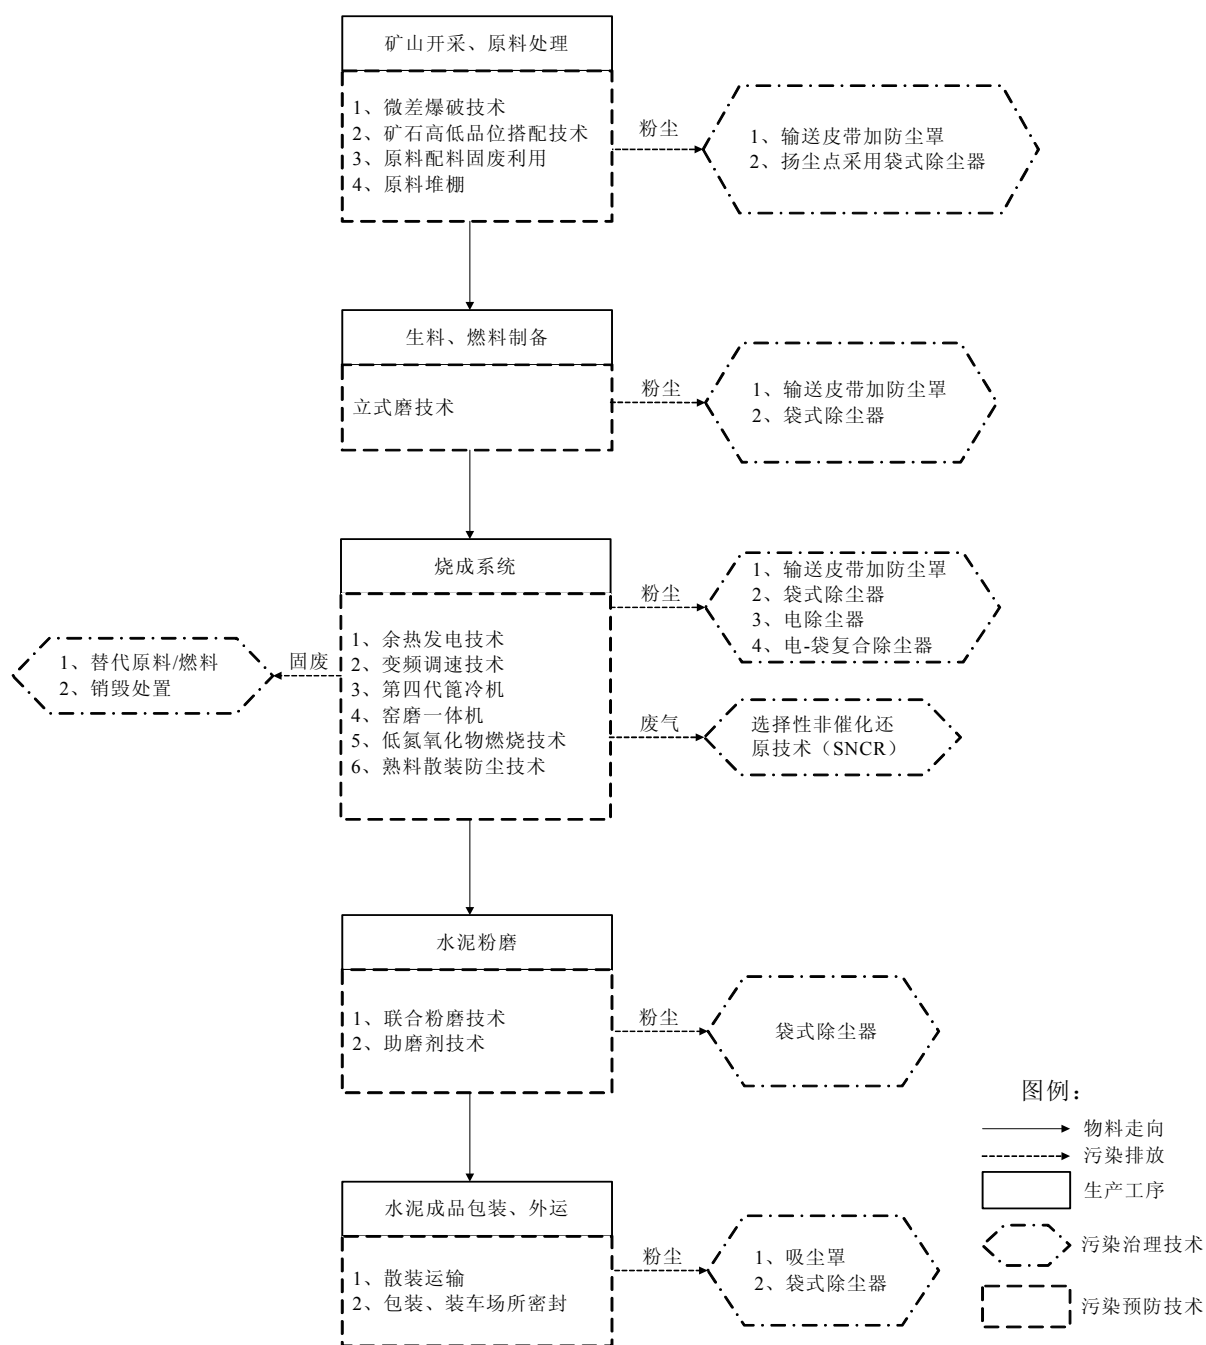 矿山开采、原料处理
1、微差爆破技术
2、矿石高低品位搭配技术
3、原料配料固废利用
4、原料堆棚
粉尘
1、输送皮带加防尘罩
2、扬尘点采用袋式除尘器
生料、燃料制备
立式磨技术
粉尘
1、输送皮带加防尘罩
2、袋式除尘器
烧成系统
1、余热发电技术
2、变频调速技术
3、第四代篦冷机
4、窑磨一体机
5、低氮氧化物燃烧技术
6、熟料散装防尘技术
粉尘
1、输送皮带加防尘罩
2、袋式除尘器
3、电除尘器
4、电-袋复合除尘器
固废
1、替代原料/燃料
2、销毁处置
废气
选择性非催化还
原技术（SNCR）
水泥粉磨
1、联合粉磨技术
2、助磨剂技术
粉尘
袋式除尘器
水泥成品包装、外运
1、散装运输
2、包装、装车场所密封
粉尘
1、吸尘罩
2、袋式除尘器
图例：
物料走向
污染排放
生产工序
污染治理技术
污染预防技术